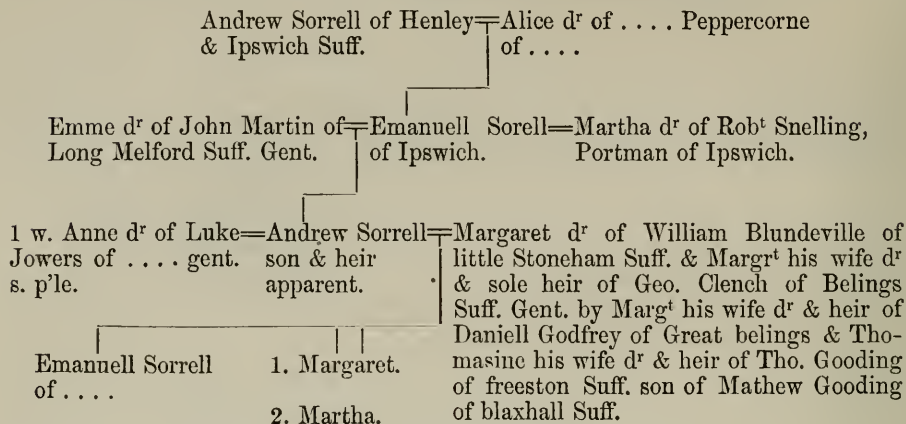 Andrew Sorrell of Henley
& Ipswich Suff.
Alice dʳ of . . . . Peppercorne
of . . . .
Emme dʳ of John Martin of
Long Melford Suff. Gent.
Emanuell Sorell
of Ipswich.
Martha dʳ of Robᵗ Snelling,
Portman of Ipswich.
1 w. Anne dʳ of Luke
Jowers of . . . . gent.
s. p'le.
Andrew Sorrell
son & heir
apparent.
Margaret dʳ of William Blundeville of
little Stoneham Suff. & Margrᵗ his wife dʳ
& sole heir of Geo. Clench of Belings
Suff. Gent. by Margᵗ his wife dʳ & heir of
Daniell Godfrey of Great belings & Tho-
masine his wife dʳ & heir of Tho. Gooding
of freeston Suff. son of Mathew Gooding
of blaxhall Suff.
Emanuell Sorrell
of . . . .
1. Margaret.
2. Martha.